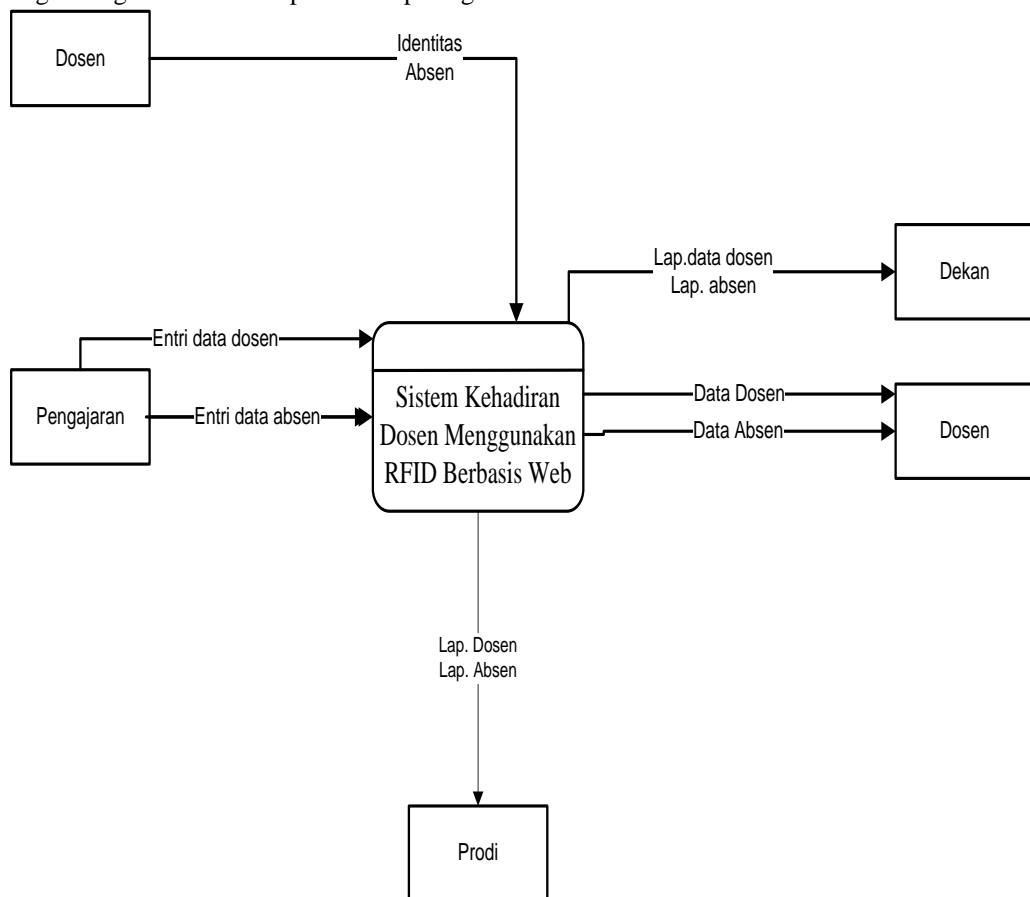 Dosen
Identitas
Absen
Lap.data dosen
Lap. absen
Dekan
Entri data dosen
Pengajaran
Entri data absen
Sistem Kehadiran
Dosen Menggunakan
RFID Berbasis Web
Data Dosen
Data Absen
Dosen
Lap. Dosen
Lap. Absen
Prodi